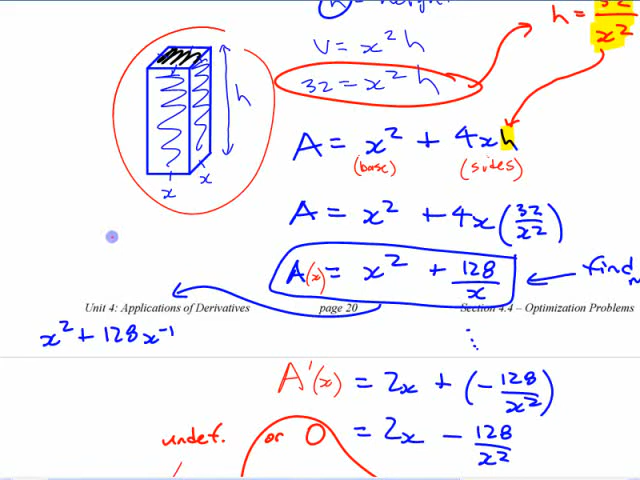 h = height
h = 32/x²
V = x²h
32 = x²h
h
x
x
A = x² + 4xh
(base) (sides)
A = x² + 4x(32/x²)
A(x) = x² + 128/x
Unit 4: Applications of Derivatives page 20 Section 4.4 – Optimization Problems
x² + 128x⁻¹
A'(x) = 2x + (-128/x²)
undef. or 0 = 2x - 128/x²